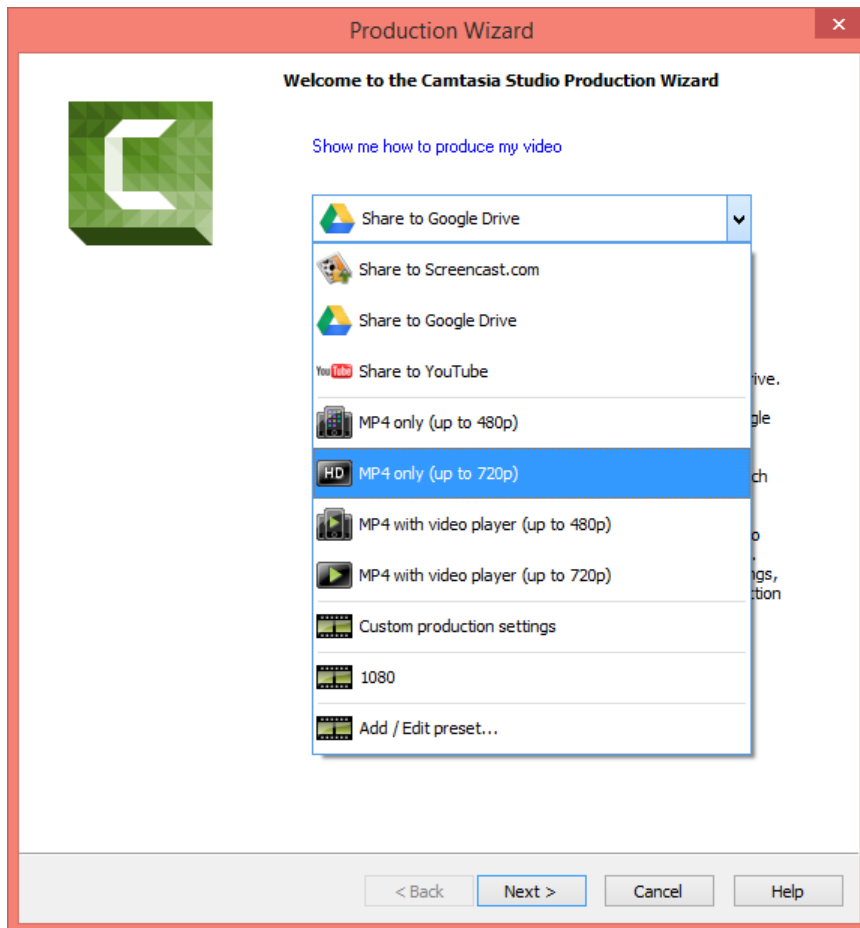 Production Wizard
Welcome to the Camtasia Studio Production Wizard
Show me how to produce my video
Share to Google Drive
Share to Screencast.com
Share to Google Drive
You Tube Share to YouTube
MP4 only (up to 480p)
HD MP4 only (up to 720p)
MP4 with video player (up to 480p)
MP4 with video player (up to 720p)
Custom production settings
1080
Add / Edit preset...
< Back Next > Cancel Help